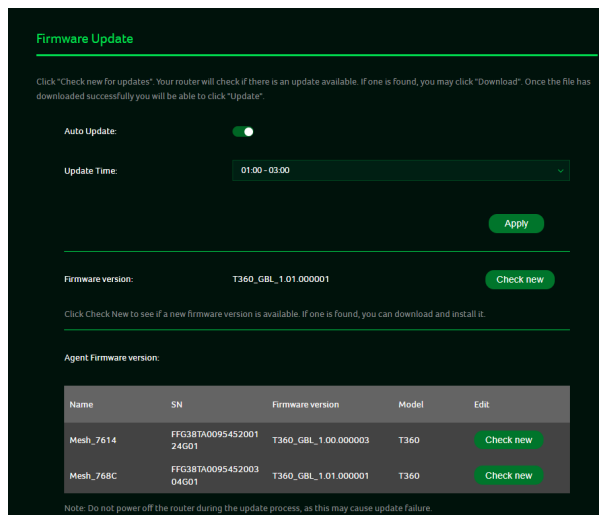 Firmware Update
Click "Check new for updates". Your router will check if there is an update available. If one is found, you may click "Download". Once the file has
downloaded successfully you will be able to click "Update".
Auto Update:
Update Time: 01:00 - 03:00
Apply
Firmware version: T360_GBL_1.01.000001 Check new
Click Check New to see if a new firmware version is available. If one is found, you can download and install it.
Agent Firmware version:
Name SN Firmware version Model Edit
Mesh_7614 FFG38TA0095452001 T360_GBL_1.00.000003 T360 Check new
24G01
Mesh_768C FFG38TA0095452003 T360_GBL_1.01.000001 T360 Check new
04G01
Note: Do not power off the router during the update process, as this may cause update failure.